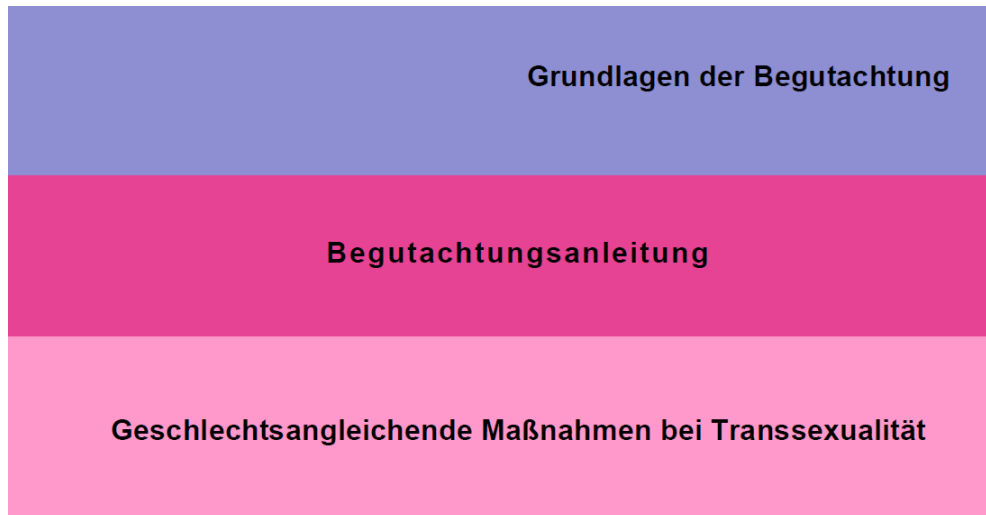 Grundlagen der Begutachtung
Begutachtungsanleitung
Geschlechtsangleichende Maßnahmen bei Transsexualität